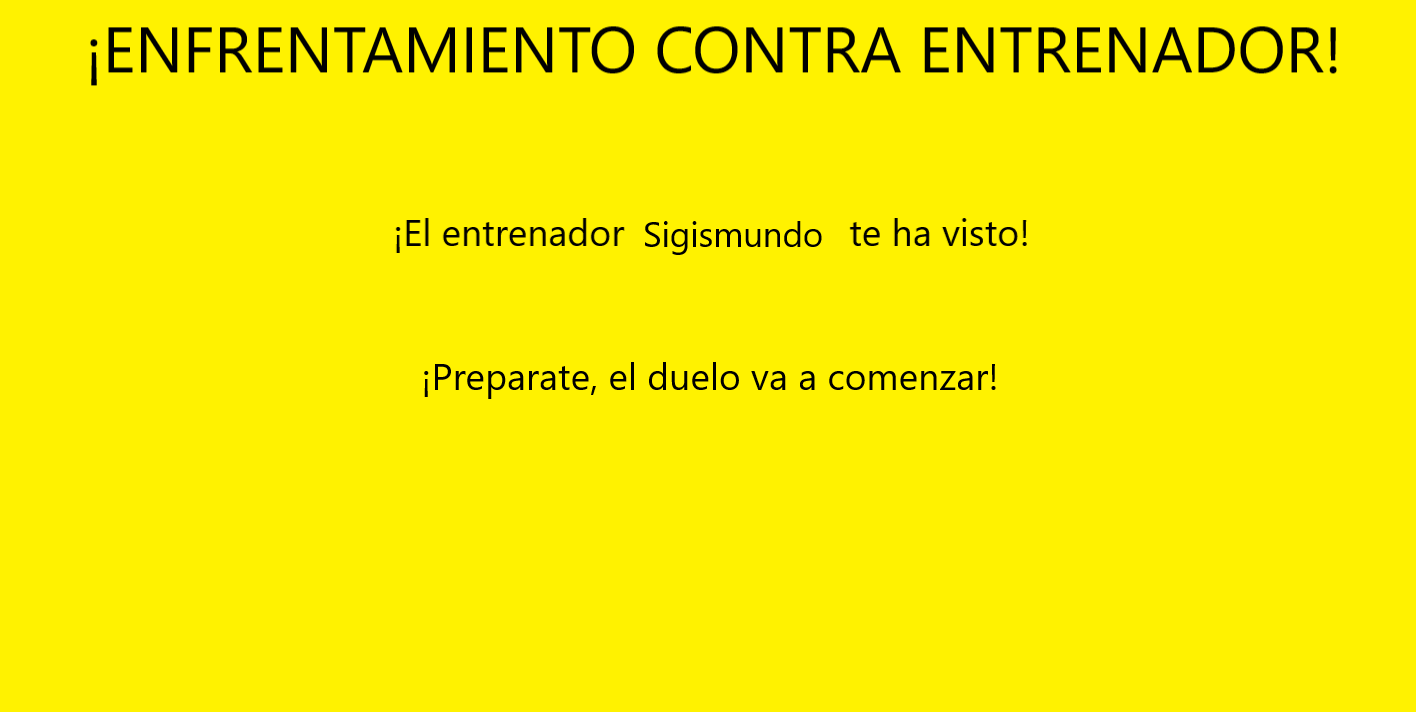 ¡ENFRENTAMIENTO CONTRA ENTRENADOR!
¡El entrenador Sigismundo te ha visto!
¡Preparate, el duelo va a comenzar!